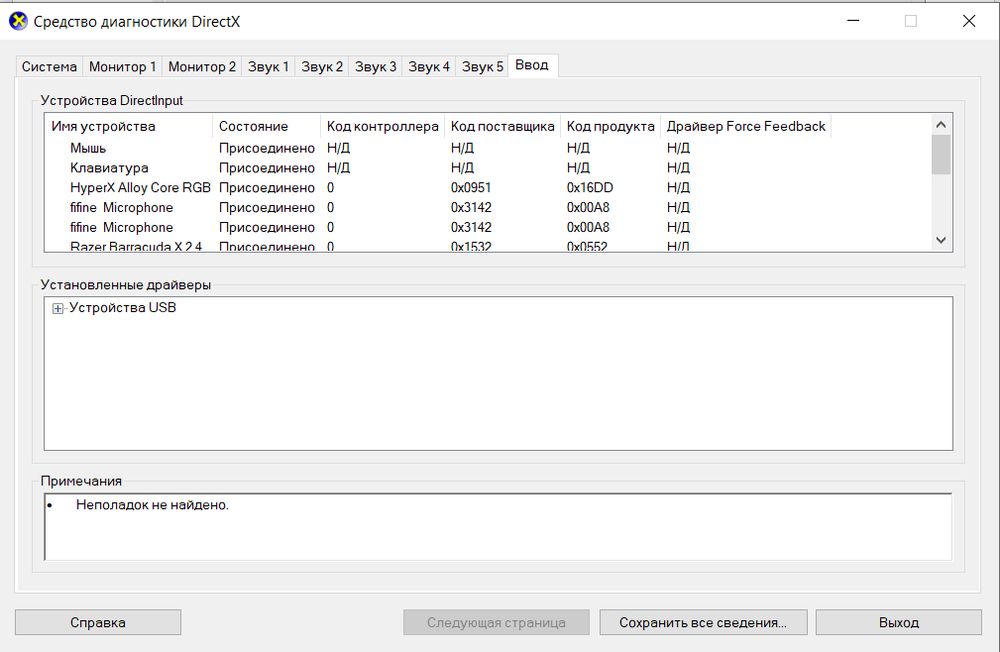 Средство диагностики DirectX
Система Монитор 1 Монитор 2 Звук 1 Звук 2 Звук 3 Звук 4 Звук 5 Ввод
Устройства DirectInput
Имя устройства Состояние Код контроллера Код поставщика Код продукта Драйвер Force Feedback
Мышь Присоединено Н/Д Н/Д Н/Д Н/Д
Клавиатура Присоединено Н/Д Н/Д Н/Д Н/Д
HyperX Alloy Core RGB Присоединено 0 0x0951 0x16DD Н/Д
fifine Microphone Присоединено 0 0x3142 0x00A8 Н/Д
fifine Microphone Присоединено 0 0x3142 0x00A8 Н/Д
Razer Barracuda X 2.4 Присоединено 0 0x1532 0x0552 Н/Д
Установленные драйверы
Устройства USB
Примечания
• Неполадок не найдено.
Справка Следующая страница Сохранить все сведения... Выход